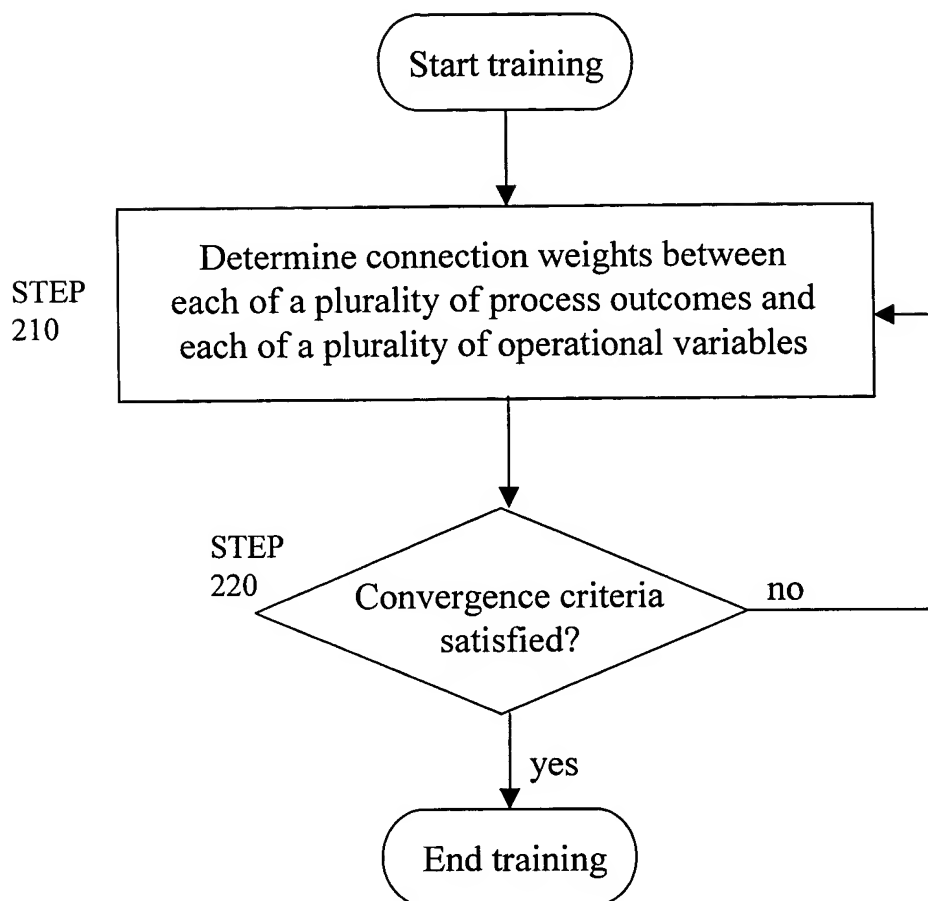 Start training
STEP
210
Determine connection weights between
each of a plurality of process outcomes and
each of a plurality of operational variables
STEP
220
Convergence criteria
satisfied?
no
yes
End training